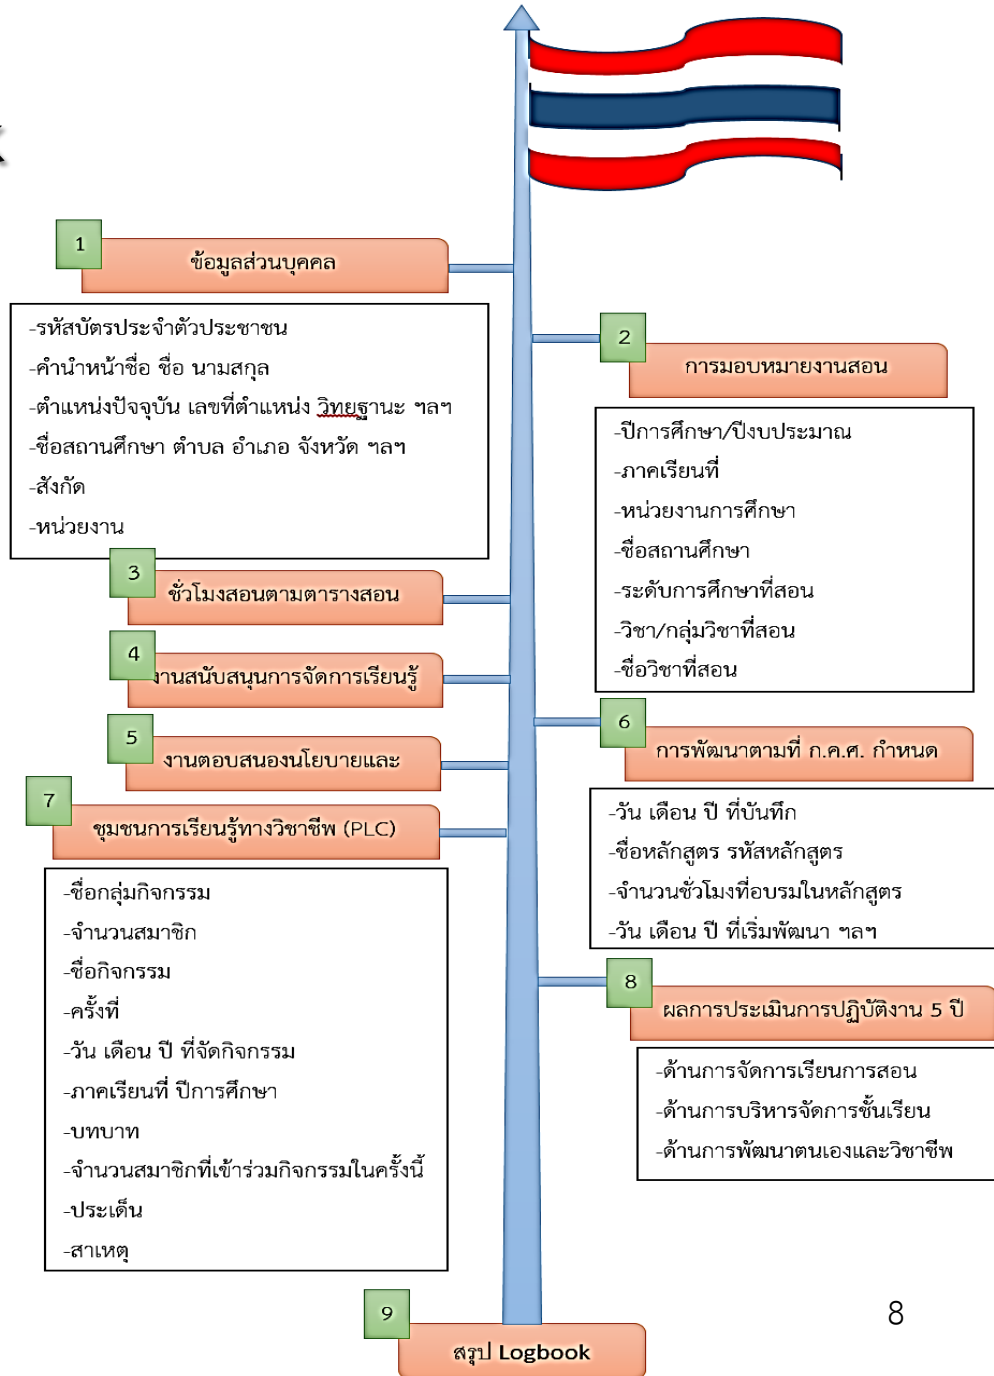 1
ข้อมูลส่วนบุคคล
-รหัสบัตรประจำตัวประชาชน
-คำนำหน้าชื่อ ชื่อ นามสกุล
-ตำแหน่งปัจจุบัน เลขที่ตำแหน่ง วิทยฐานะ ฯลฯ
-ชื่อสถานศึกษา ตำบล อำเภอ จังหวัด ฯลฯ
-สังกัด
-หน่วยงาน
2
การมอบหมายงานสอน
-ปีการศึกษา/ปีงบประมาณ
-ภาคเรียนที่
-หน่วยงานการศึกษา
-ชื่อสถานศึกษา
-ระดับการศึกษาที่สอน
-วิชา/กลุ่มวิชาที่สอน
-ชื่อวิชาที่สอน
3
ชั่วโมงสอนตามตารางสอน
4
งานสนับสนุนการจัดการเรียนรู้
5
งานตอบสนองนโยบายและ
6
การพัฒนาตามที่ ก.ค.ศ. กำหนด
-วัน เดือน ปี ที่บันทึก
-ชื่อหลักสูตร รหัสหลักสูตร
-จำนวนชั่วโมงที่อบรมในหลักสูตร
-วัน เดือน ปี ที่เริ่มพัฒนา ฯลฯ
7
ชุมชนการเรียนรู้ทางวิชาชีพ (PLC)
-ชื่อกลุ่มกิจกรรม
-จำนวนสมาชิก
-ชื่อกิจกรรม
-ครั้งที่
-วัน เดือน ปี ที่จัดกิจกรรม
-ภาคเรียนที่ ปีการศึกษา
-บทบาท
-จำนวนสมาชิกที่เข้าร่วมกิจกรรมในครั้งนี้
-ประเด็น
-สาเหตุ
8
ผลการประเมินการปฏิบัติงาน 5 ปี
-ด้านการจัดการเรียนการสอน
-ด้านการบริหารจัดการชั้นเรียน
-ด้านการพัฒนาตนเองและวิชาชีพ
9
สรุป Logbook
8